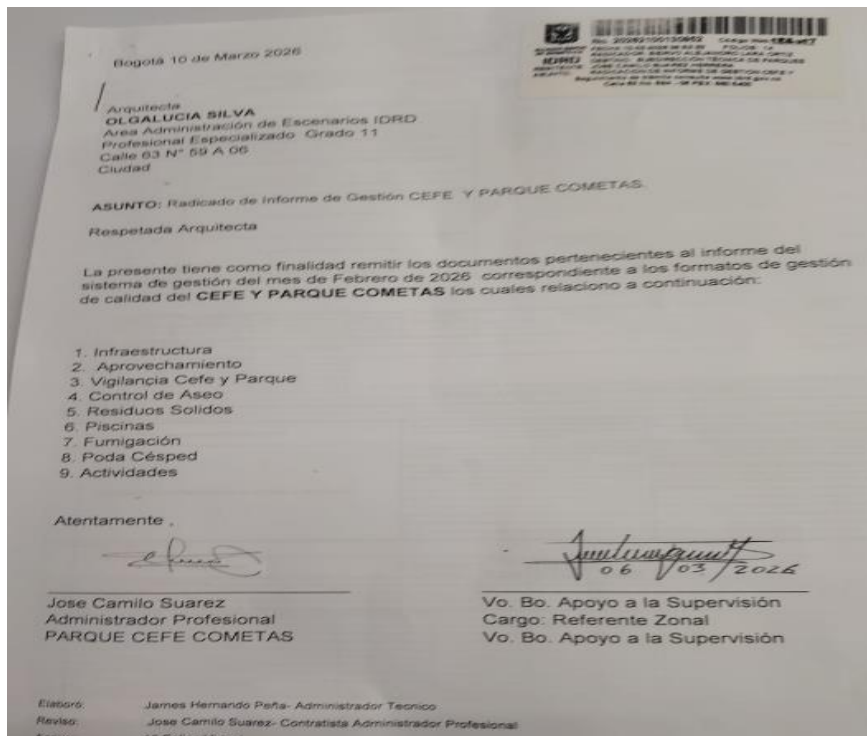 Bogotá 10 de Marzo 2026
Arquitecta
OLGALUCIA SILVA
Area Administración de Escenarios IDRD
Profesional Especializado Grado 11
Calle 63 N° 59 A 06
Ciudad
ASUNTO: Radicado de Informe de Gestión CEFE Y PARQUE COMETAS
Respetada Arquitecta
La presente tiene como finalidad remitir los documentos pertenecientes al informe del
sistema de gestión del mes de Febrero de 2026 correspondiente a los formatos de gestión
de calidad del CEFE Y PARQUE COMETAS los cuales relaciono a continuación:
1. Infraestructura
2. Aprovechamiento
3. Vigilancia Cefe y Parque
4. Control de Aseo
5. Residuos Solidos
6. Piscinas
7. Fumigación
8. Poda Césped
9. Actividades
Atentamente ,
06 / 03 / 2026
Jose Camilo Suarez
Administrador Profesional
PARQUE CEFE COMETAS
Vo. Bo. Apoyo a la Supervisión
Cargo: Referente Zonal
Vo. Bo. Apoyo a la Supervisión
Elaboro: James Hernando Peña- Administrador Tecnico
Reviso: Jose Camilo Suarez- Contratista Administrador Profesional